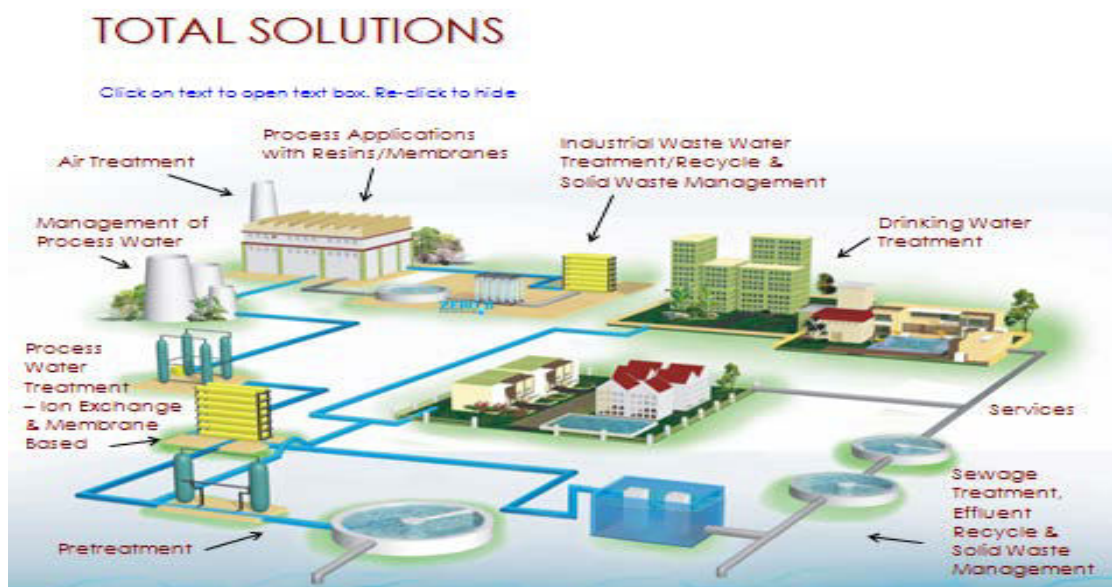 TOTAL SOLUTIONS
Click on text to open text box. Re-click to hide
Process Applications
with Resins/Membranes
Air Treatment
Industrial Waste Water
Treatment/Recycle &
Solid Waste Management
Management of
Process Water
Drinking Water
Treatment
ZERO B
Process
Water
Treatment
– Ion Exchange
& Membrane
Based
Services
Sewage
Treatment,
Effluent
Recycle &
Solid Waste
Management
Pretreatment